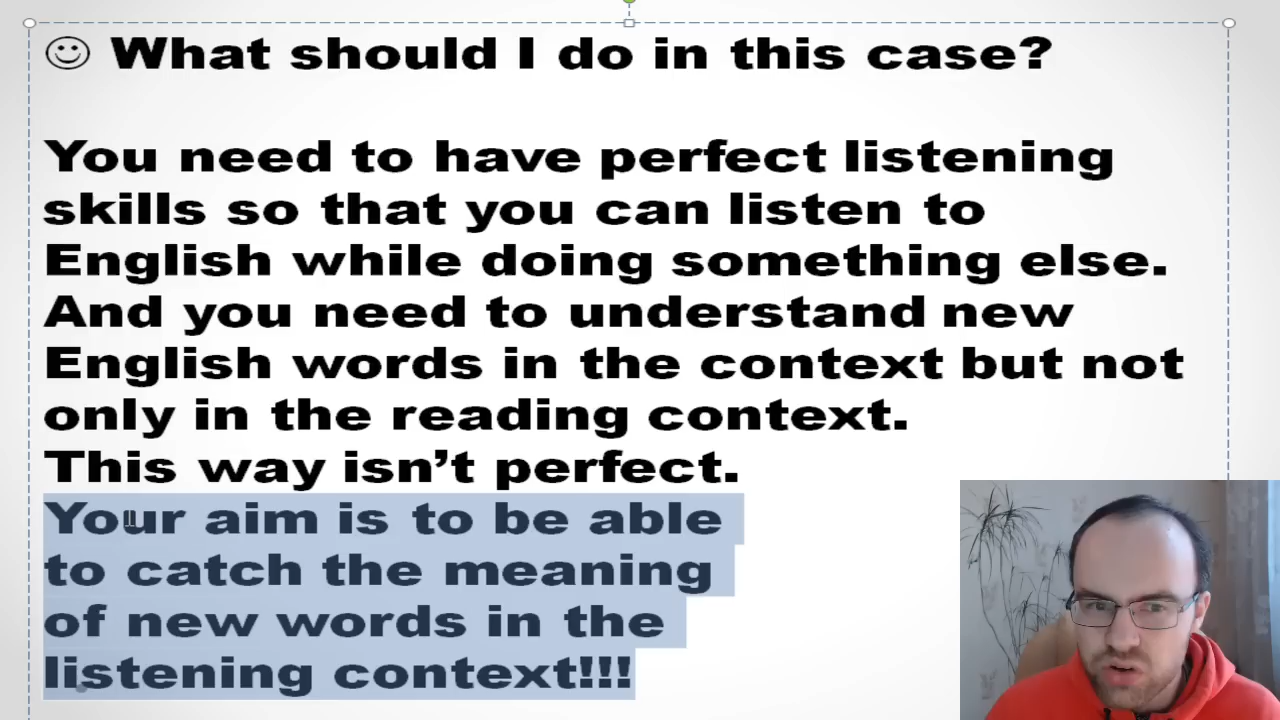 ☺ What should I do in this case?
You need to have perfect listening
skills so that you can listen to
English while doing something else.
And you need to understand new
English words in the context but not
only in the reading context.
This way isn’t perfect.
Your aim is to be able
to catch the meaning
of new words in the
listening context!!!